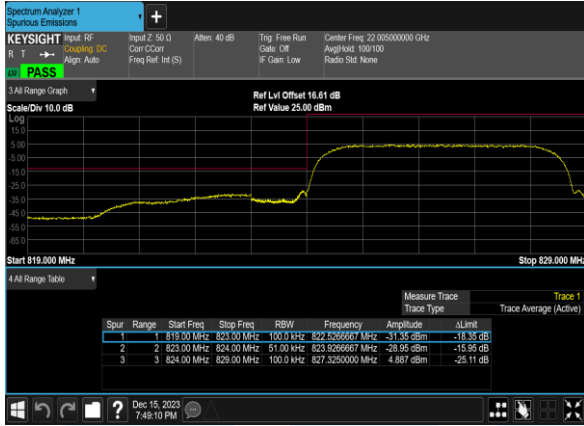 Spectrum Analyzer 1
Spurious Emissions
+
KEYSIGHT Input: RF Input Z: 50 Ω Atten: 40 dB Trig: Free Run Center Freq: 22.005000000 GHz
R T Coupling: DC Corr CCorr Gate: Off Avg|Hold: 100/100
Align: Auto Freq Ref: Int (S) IF Gain: Low Radio Std: None
PASS
3 All Range Graph
Ref Lvl Offset 16.61 dB
Scale/Div 10.0 dB Ref Value 25.00 dBm
Log
15.0
5.00
-5.00
-15.0
-25.0
-35.0
-45.0
-55.0
-65.0
Start 819.000 MHz Stop 829.000 MHz
4 All Range Table
Measure Trace Trace 1
Trace Type Trace Average (Active)
Spur Range Start Freq Stop Freq RBW Frequency Amplitude ΔLimit
1 1 819.00 MHz 823.00 MHz 100.0 kHz 822.5266667 MHz -31.35 dBm -18.35 dB
2 2 823.00 MHz 824.00 MHz 51.00 kHz 823.9266667 MHz -28.95 dBm -15.95 dB
3 3 824.00 MHz 829.00 MHz 100.0 kHz 827.3250000 MHz 4.887 dBm -25.11 dB
? Dec 15, 2023
7:49:10 PM